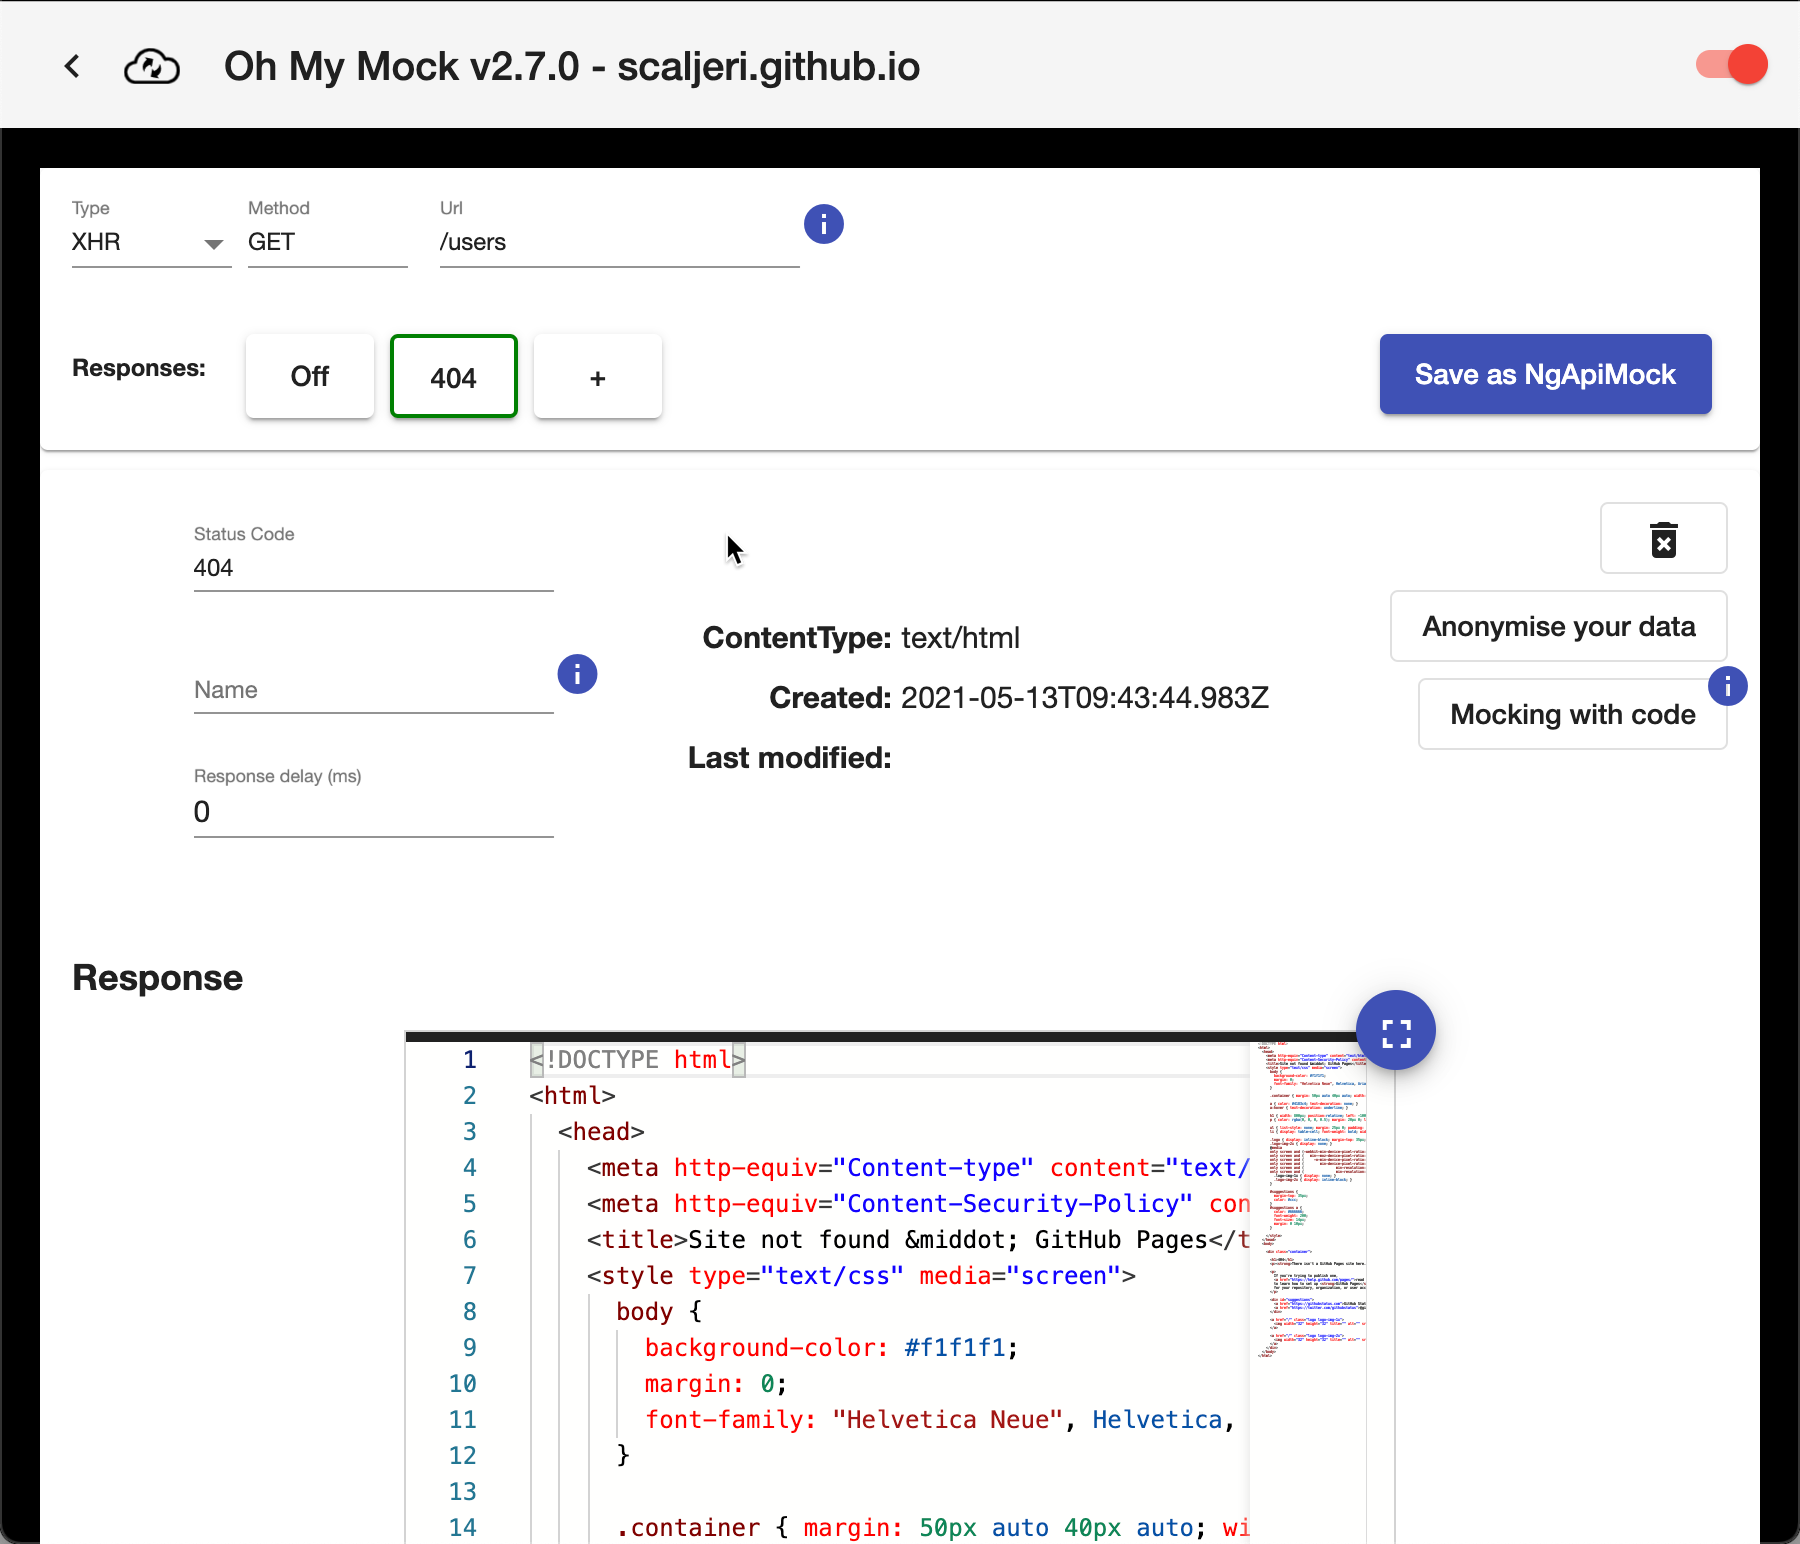 Oh My Mock v2.7.0 - scaljeri.github.io
Type
Method
Url
XHR
GET
/users
i
Responses:
Off
404
+
Save as NgApiMock
Status Code
404
Name
i
Response delay (ms)
0
ContentType: text/html
Created: 2021-05-13T09:43:44.983Z
Last modified:
Anonymise your data
i
Mocking with code
Response
1 <!DOCTYPE html>
2 <html>
3 <head>
4 <meta http-equiv="Content-type" content="text/
5 <meta http-equiv="Content-Security-Policy" con
6 <title>Site not found &middot; GitHub Pages</t
7 <style type="text/css" media="screen">
8 body {
9 background-color: #f1f1f1;
10 margin: 0;
11 font-family: "Helvetica Neue", Helvetica,
12 }
13
14 .container { margin: 50px auto 40px auto; wi